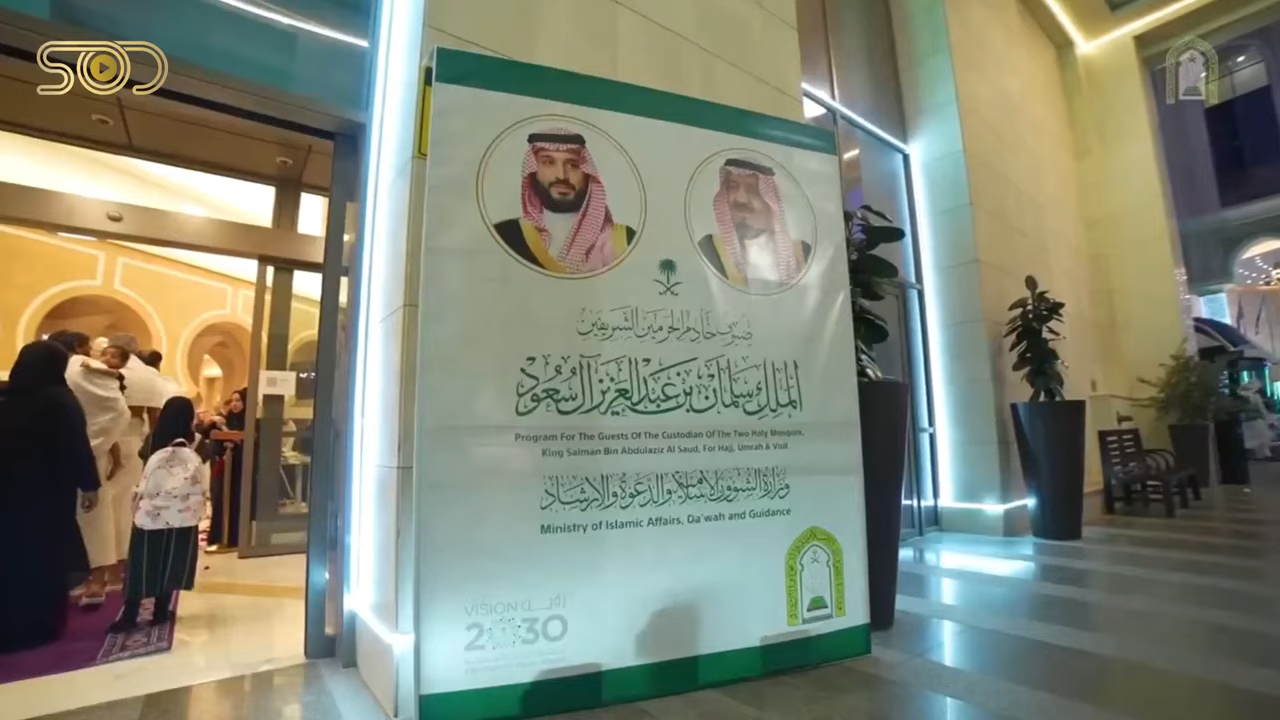 SOD
ضيوف خادم الحرمين الشريفين
الملك سلمان بن عبدالعزيز آل سعود
Program For The Guests Of The Custodian Of The Two Holy Mosques,
King Salman Bin Abdulaziz Al Saud, For Hajj, Umrah & Visit
وزارة الشؤون الإسلامية والدعوة والإرشاد
Ministry of Islamic Affairs, Da'wah and Guidance
VISION رؤية
2030